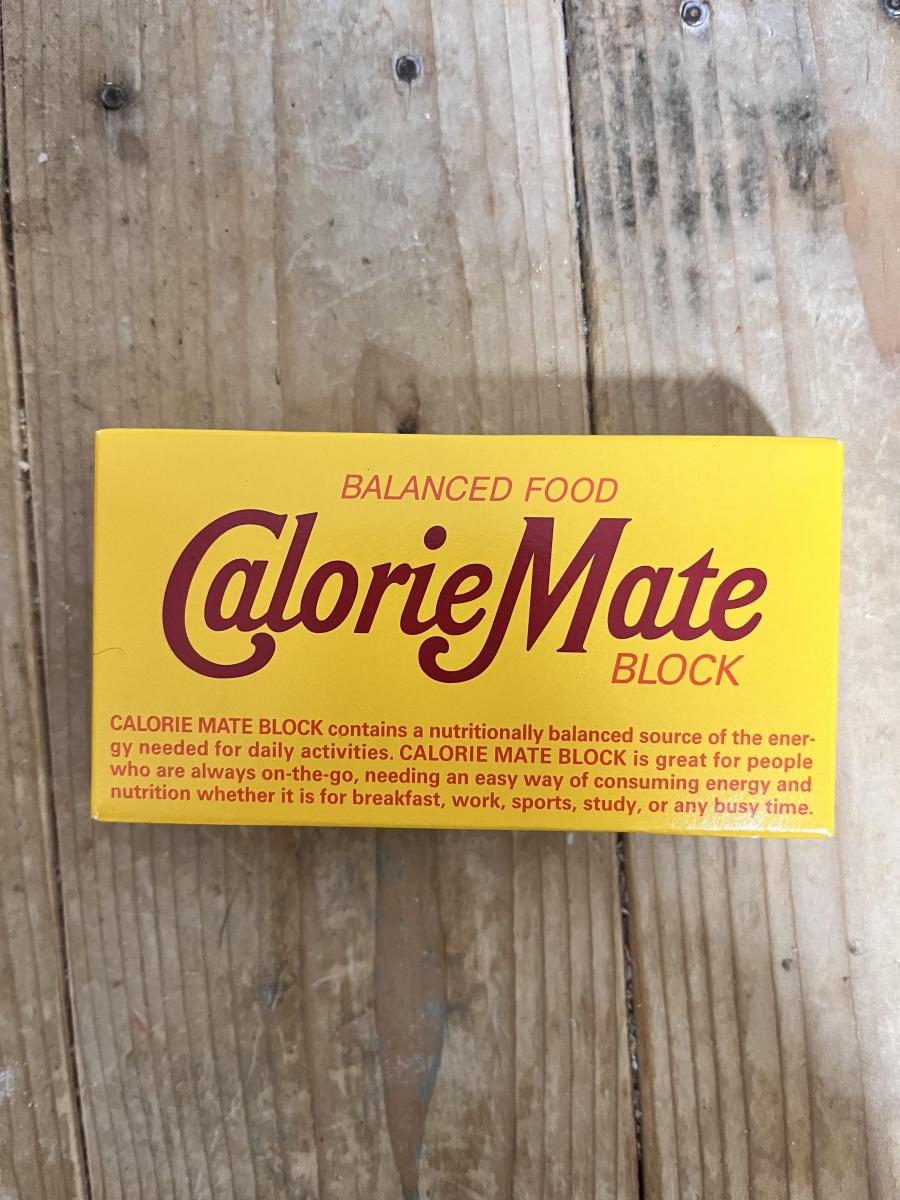 BALANCED FOOD
CalorieMate
BLOCK
CALORIE MATE BLOCK contains a nutritionally balanced source of the ener-
gy needed for daily activities. CALORIE MATE BLOCK is great for people
who are always on-the-go, needing an easy way of consuming energy and
nutrition whether it is for breakfast, work, sports, study, or any busy time.